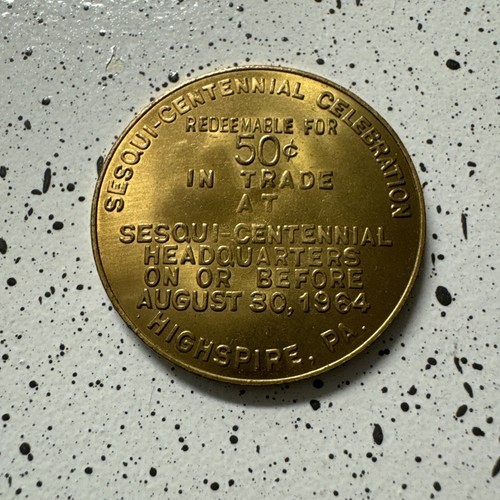 SESQUI-CENTENNIAL CELEBRATION
REDEEMABLE FOR
50¢
IN TRADE
AT
SESQUI-CENTENNIAL
HEADQUARTERS
ON OR BEFORE
AUGUST 30, 1964
HIGHSPIRE, PA.